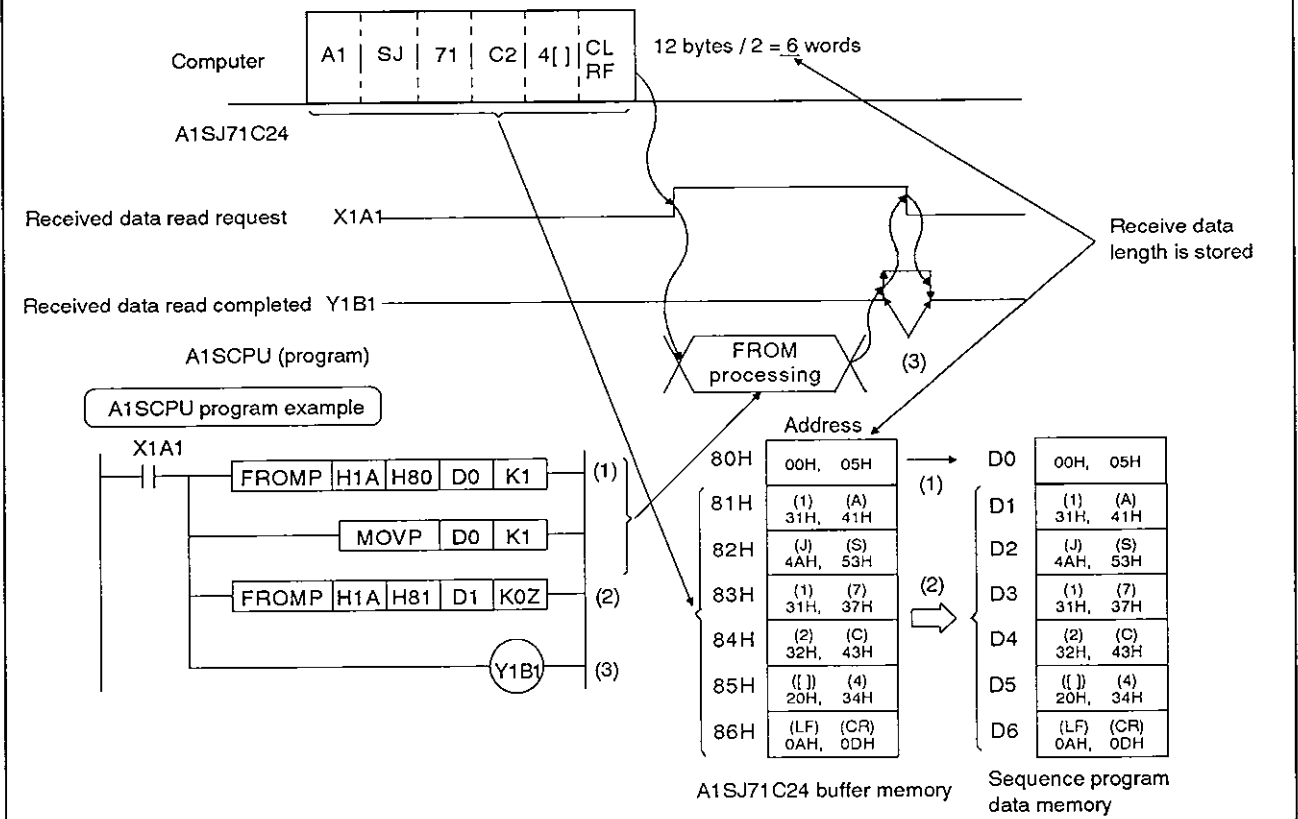 Computer
A1 SJ 71 C2 4[ ] CL
RF
12 bytes / 2 = 6 words
A1SJ71C24
Received data read request X1A1
Receive data
length is stored
Received data read completed Y1B1
A1SCPU (program)
FROM
processing
(3)
A1SCPU program example
X1A1
FROMP H1A H80 D0 K1 (1)
MOVP D0 K1
FROMP H1A H81 D1 K0Z (2)
Y1B1 (3)
Address
80H 00H, 05H (1) D0 00H, 05H
81H (1) (A) D1 (1) (A)
31H, 41H 31H, 41H
82H (J) (S) D2 (J) (S)
4AH, 53H 4AH, 53H
83H (1) (7) (2) D3 (1) (7)
31H, 37H 31H, 37H
84H (2) (C) D4 (2) (C)
32H, 43H 32H, 43H
85H ([ ]) (4) D5 ([ ]) (4)
20H, 34H 20H, 34H
86H (LF) (CR) D6 (LF) (CR)
0AH, 0DH 0AH, 0DH
A1SJ71C24 buffer memory
Sequence program
data memory